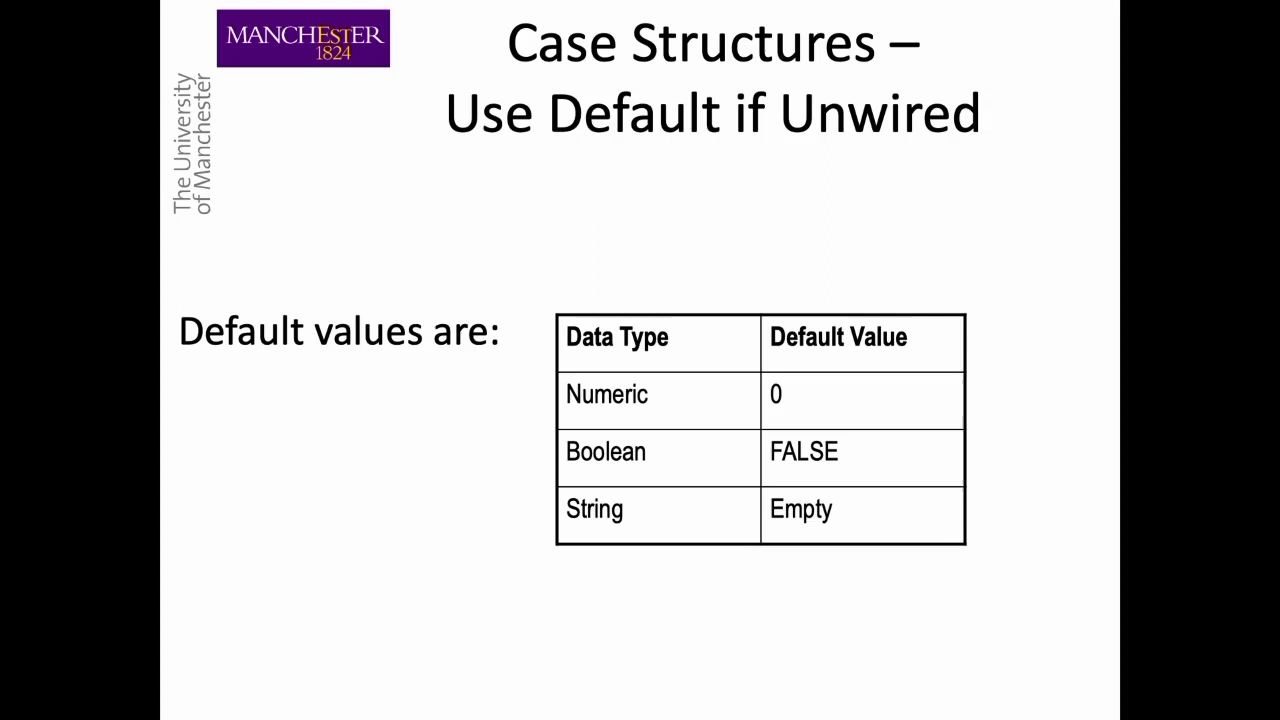 MANCHESTER
1824
The University
of Manchester
Case Structures –
Use Default if Unwired
Default values are:
Data Type Default Value
Numeric 0
Boolean FALSE
String Empty